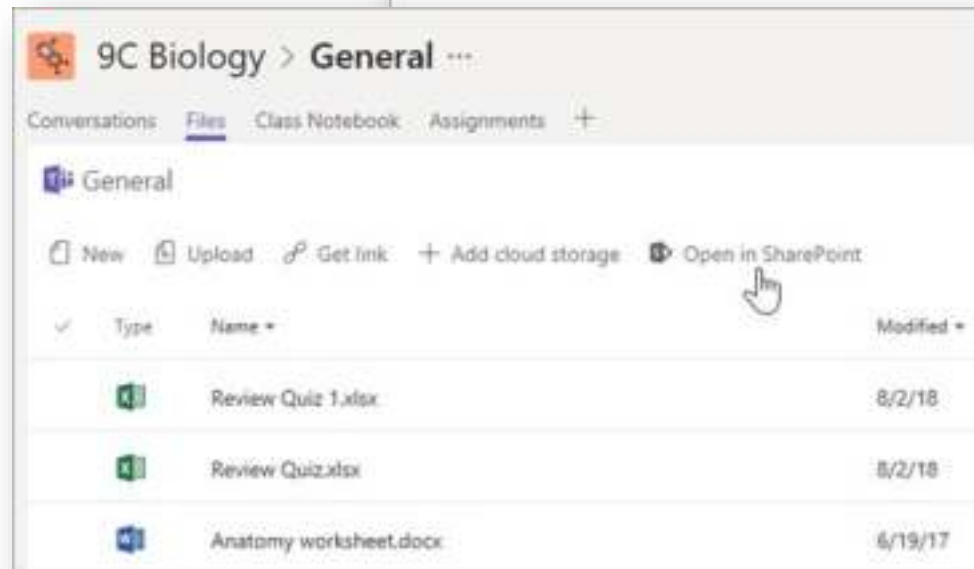 9C Biology > General ...
Conversations Files Class Notebook Assignments +
General
New Upload Get link + Add cloud storage Open in SharePoint
Type Name Modified
Review Quiz 1.xlsx 8/2/18
Review Quiz.xlsx 8/2/18
Anatomy worksheet.docx 6/19/17